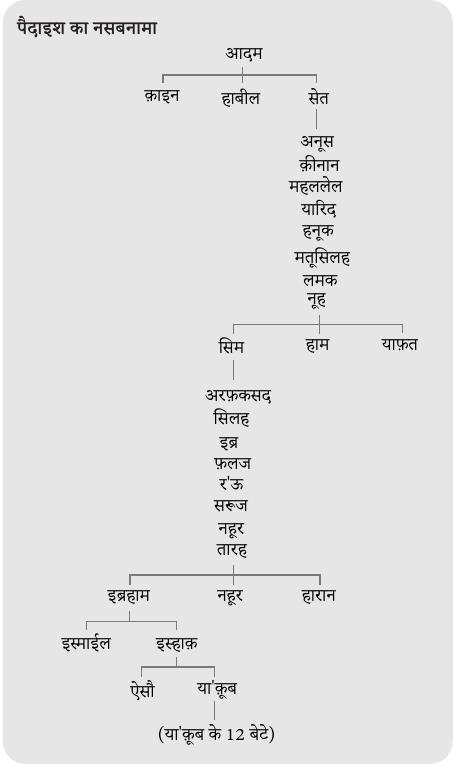 पैदाइश का नसबनामा
आदम
क़ाइन हाबील सेत
अनूस
क़ीनान
महललेल
यारिद
हनूक
मतूसिलह
लमक
नूह
सिम हाम याफ़त
अरफ़कसद
सिलह
इब्र
फ़लज
र'ऊ
सरूज
नहूर
तारह
इब्रहाम नहूर हारान
इस्माईल इस्हाक़
ऐसौ या'क़ूब
(या'क़ूब के 12 बेटे)